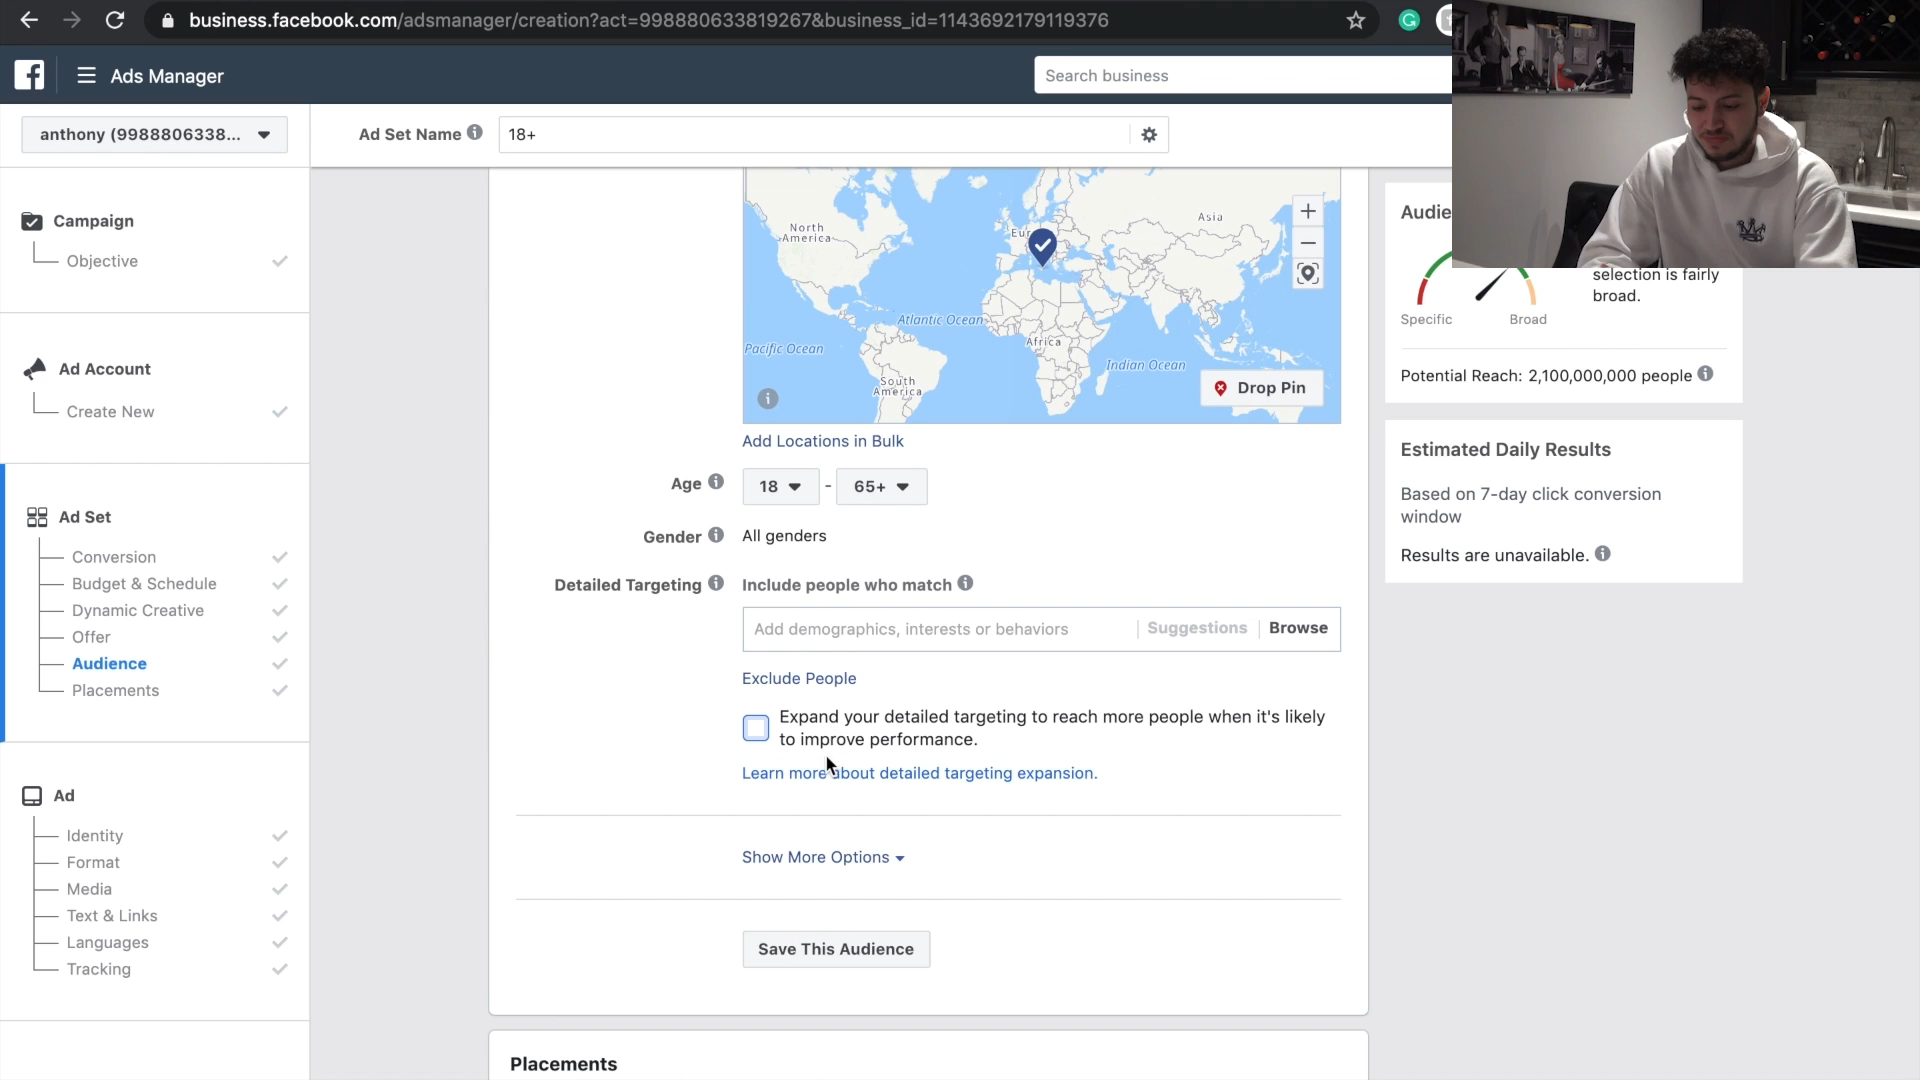 business.facebook.com/adsmanager/creation?act=998880633819267&business_id=1143692179119376
Ads Manager
Search business
anthony (9988806338...
Ad Set Name
18+
Campaign
Objective
Ad Account
Create New
Ad Set
Conversion
Budget & Schedule
Dynamic Creative
Offer
Audience
Placements
Ad
Identity
Format
Media
Text & Links
Languages
Tracking
North
America
Eur
Asia
Atlantic Ocean
Africa
Pacific Ocean
Indian Ocean
South
America
Drop Pin
Add Locations in Bulk
Age
18
-
65+
Gender
All genders
Detailed Targeting
Include people who match
Add demographics, interests or behaviors
Suggestions
Browse
Exclude People
Expand your detailed targeting to reach more people when it's likely
to improve performance.
Learn more about detailed targeting expansion.
Show More Options
Save This Audience
Placements
Audie
selection is fairly
broad.
Specific
Broad
Potential Reach: 2,100,000,000 people
Estimated Daily Results
Based on 7-day click conversion
window
Results are unavailable.